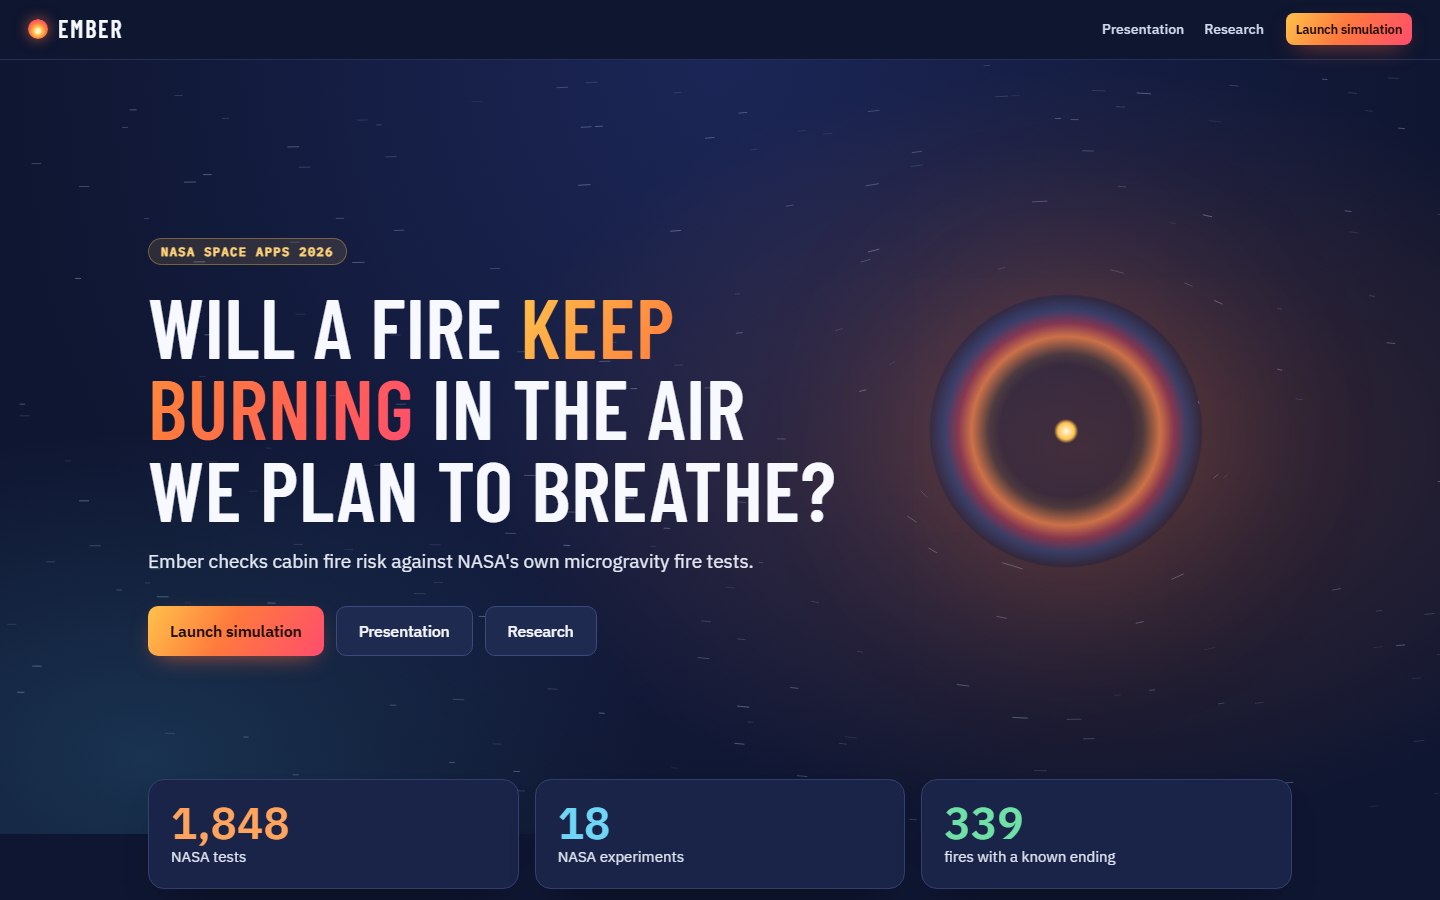 EMBER
Presentation Research Launch simulation
NASA SPACE APPS 2026
WILL A FIRE KEEP
BURNING IN THE AIR
WE PLAN TO BREATHE?
Ember checks cabin fire risk against NASA's own microgravity fire tests.
Launch simulation Presentation Research
1,848 18 339
NASA tests NASA experiments fires with a known ending